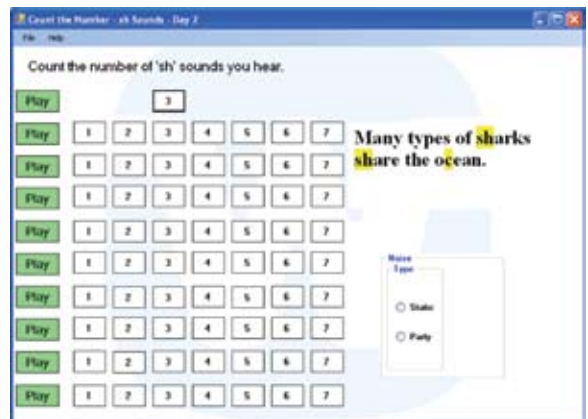 Count the Number - sh Sounds - Day 2
File Help
Count the number of 'sh' sounds you hear.
Play 3
Play 1 2 3 4 5 6 7
Many types of sharks
share the ocean.
Play 1 2 3 4 5 6 7
Play 1 2 3 4 5 6 7
Play 1 2 3 4 5 6 7
Play 1 2 3 4 5 6 7
Noise
Type
Play 1 2 3 4 5 6 7
Static
Play 1 2 3 4 5 6 7
Party
Play 1 2 3 4 5 6 7
Play 1 2 3 4 5 6 7